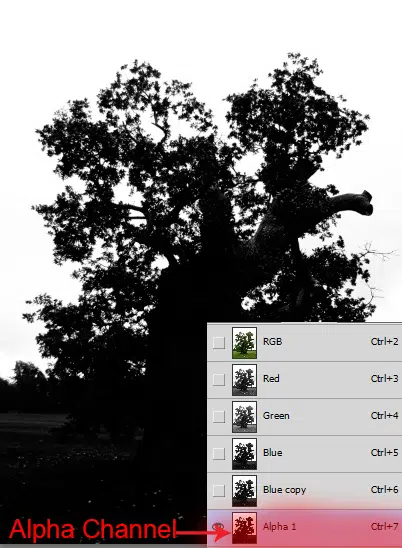 RGB Ctrl+2
Red Ctrl+3
Green Ctrl+4
Blue Ctrl+5
Blue copy Ctrl+6
Alpha Channel Alpha 1 Ctrl+7